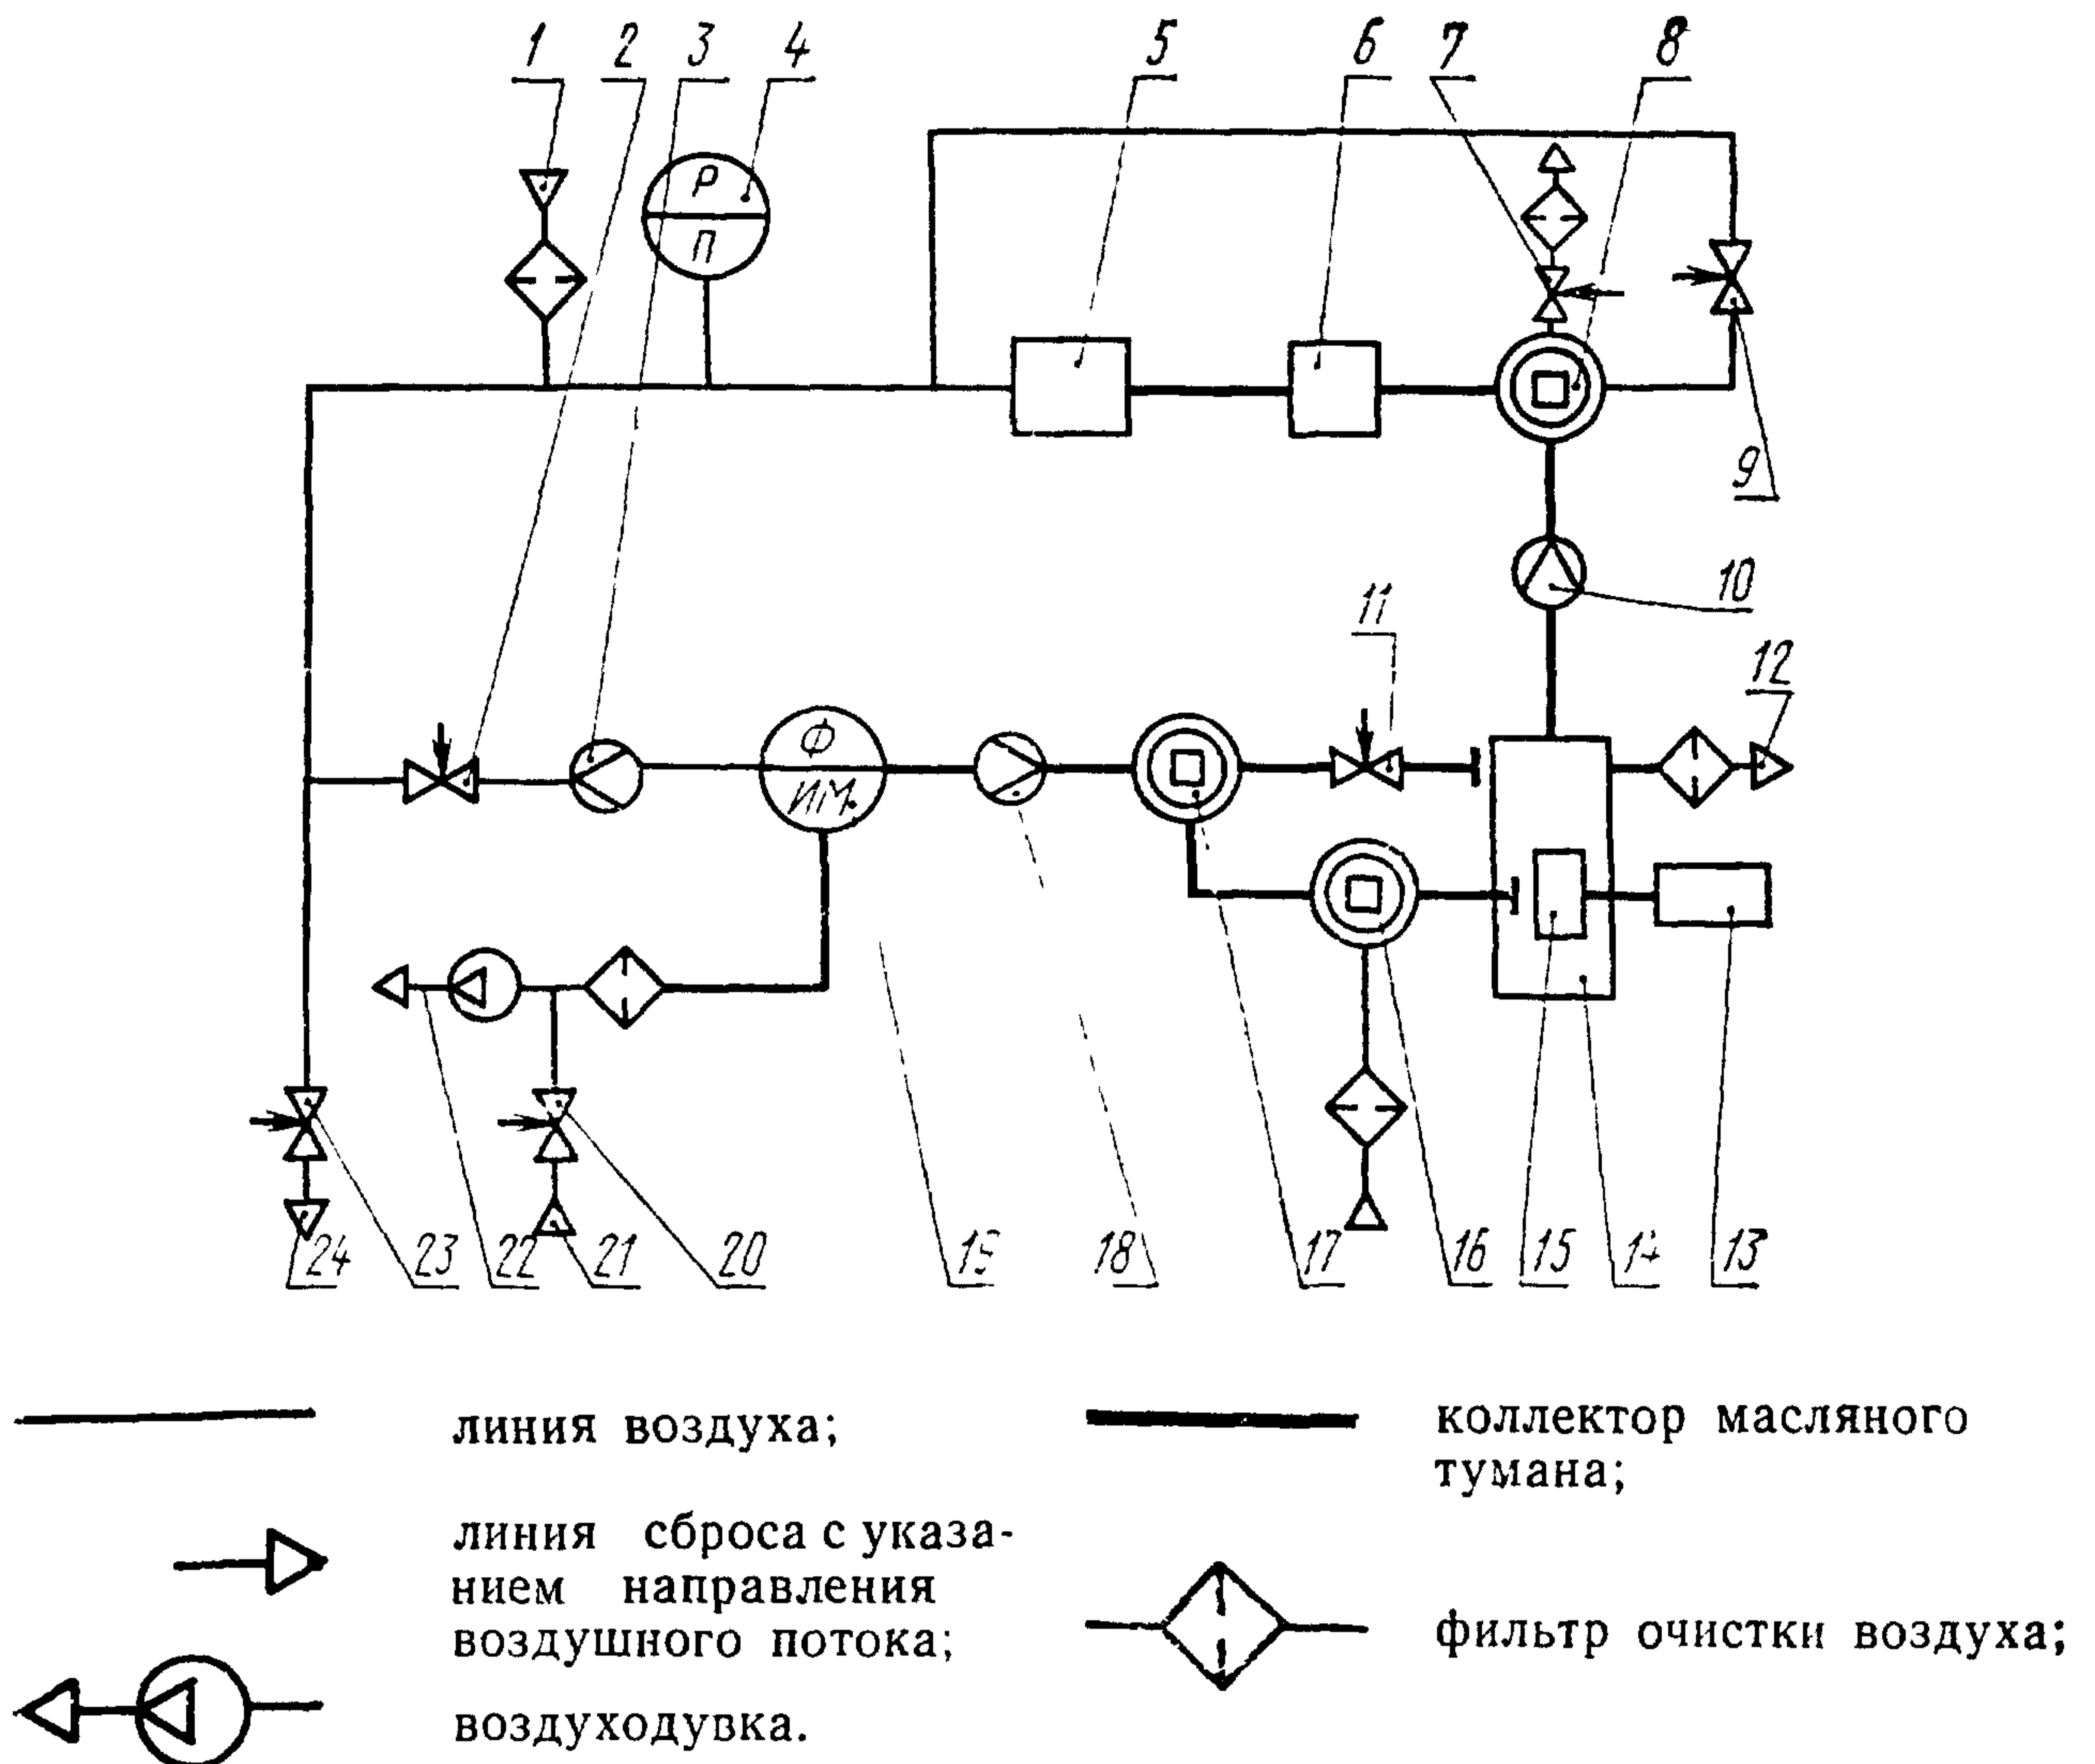 1 2 3 4 5 6 7 8
Р
П
9
10
11
12
Ф
ИМ.
24 23 22 21 20 18 17 16 15 13
линия воздуха;
линия сброса с указа-
нием направления
воздушного потока;
воздуходувка.
коллектор масляного
тумана;
фильтр очистки воздуха;